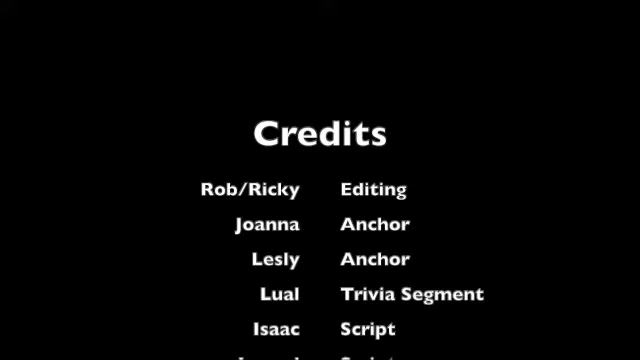 Credits
Rob/Ricky Editing
Joanna Anchor
Lesly Anchor
Lual Trivia Segment
Isaac Script